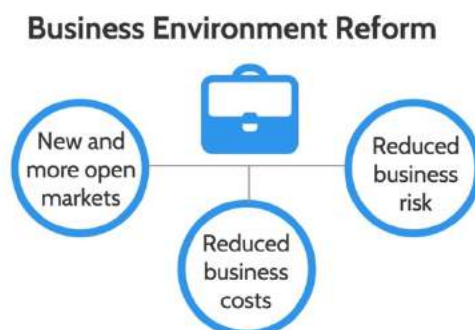 Business Environment Reform
New and
more open
markets
Reduced
business
costs
Reduced
business
risk